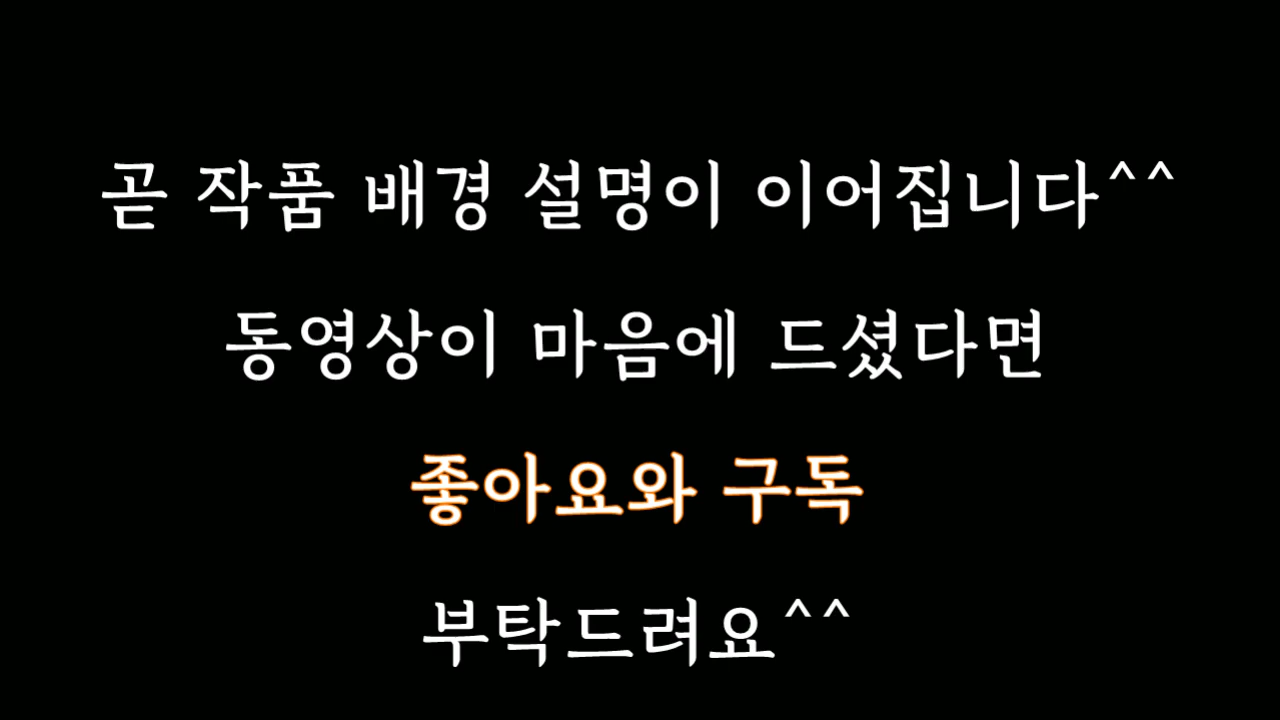 곧 작품 배경 설명이 이어집니다^^
동영상이 마음에 드셨다면
좋아요와 구독
부탁드려요^^